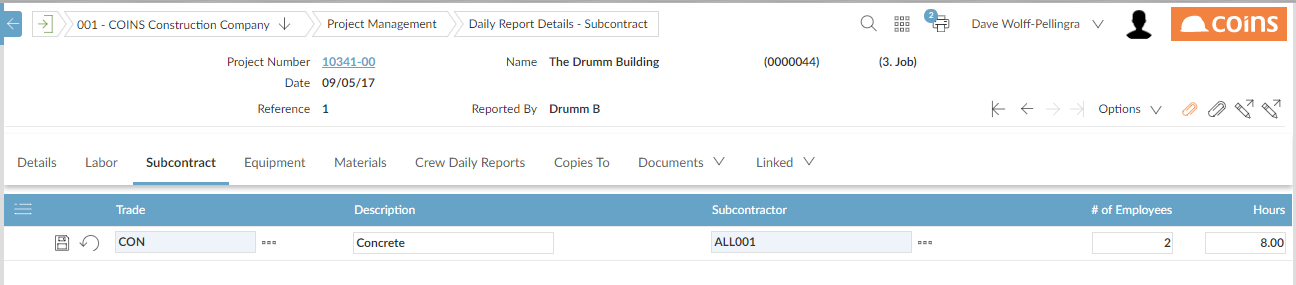 001 - COINS Construction Company Project Management Daily Report Details - Subcontract 2 Dave Wolff-Pellingra coins
Project Number 10341-00 Name The Drumm Building (0000044) (3. Job)
Date 09/05/17
Reference 1 Reported By Drumm B Options
Details Labor Subcontract Equipment Materials Crew Daily Reports Copies To Documents Linked
Trade Description Subcontractor # of Employees Hours
CON Concrete ALL001 2 8.00